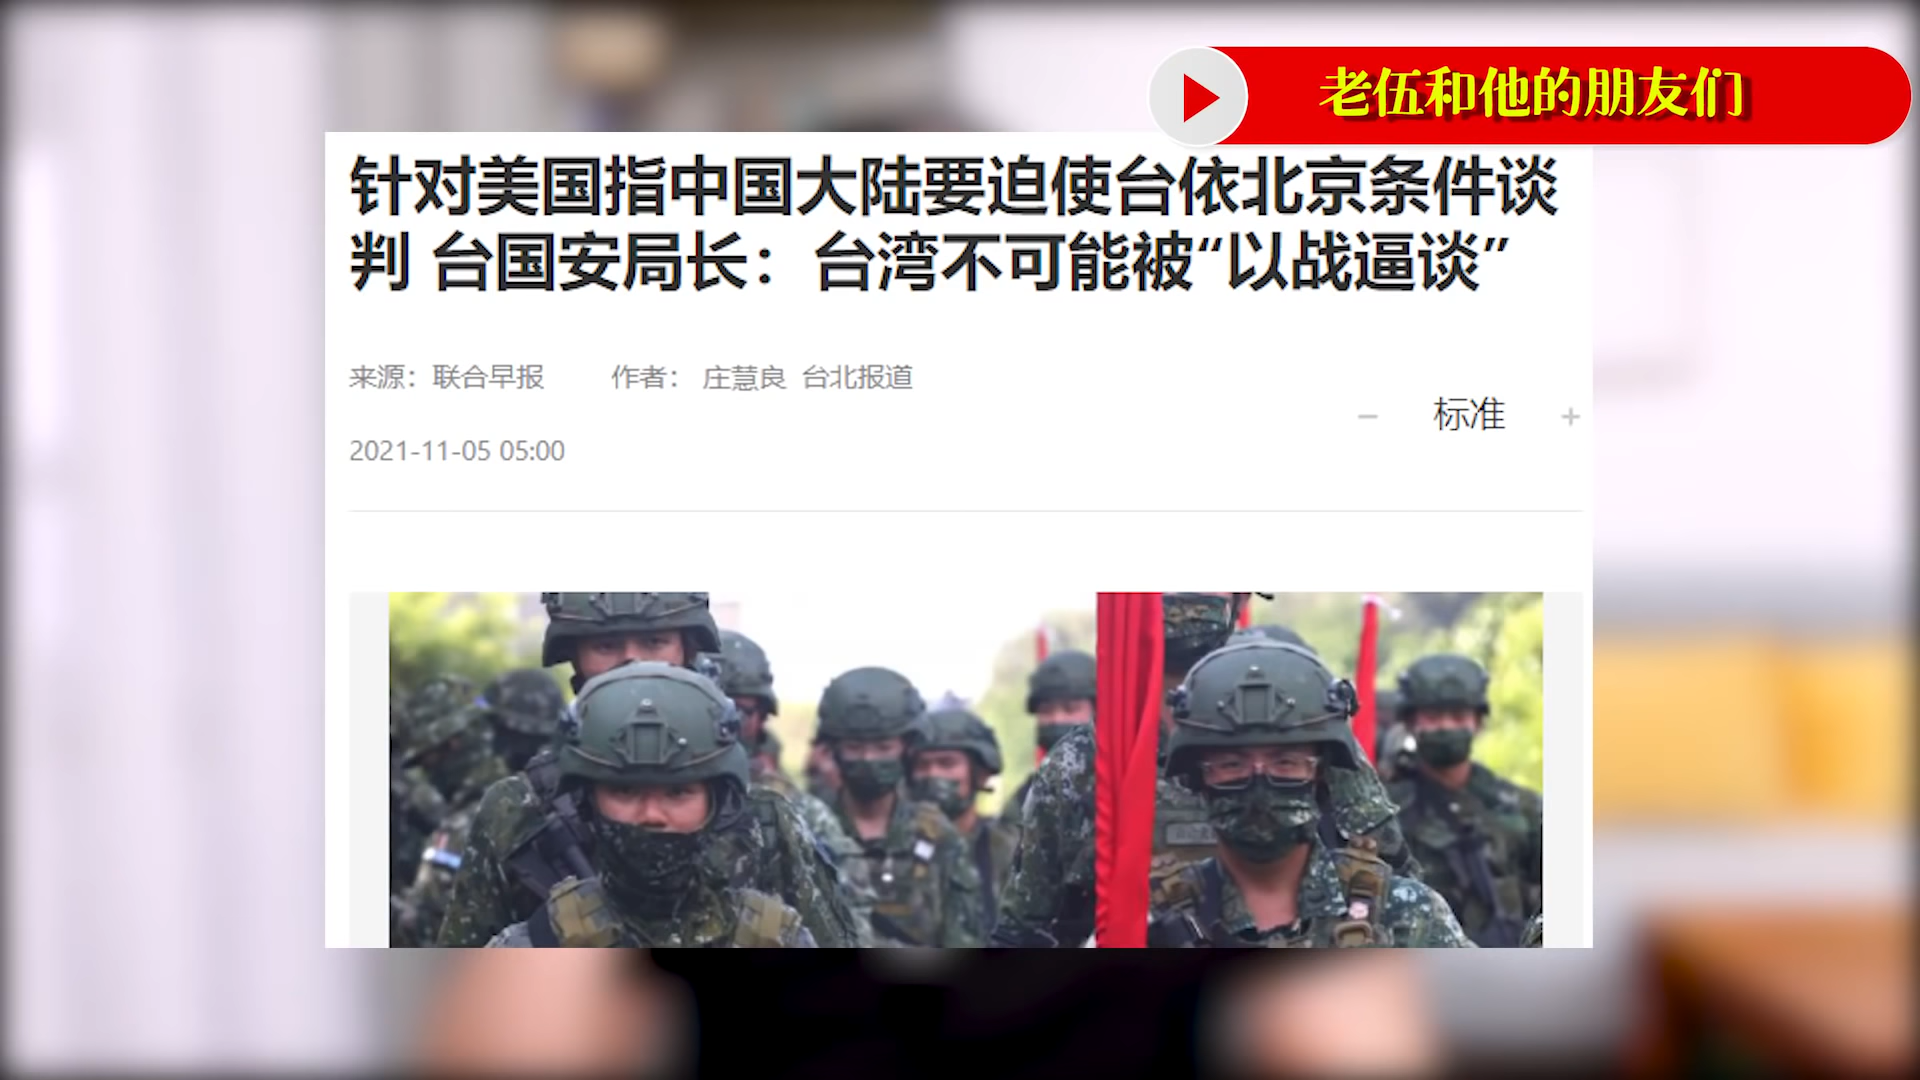 老伍和他的朋友们
针对美国指中国大陆要迫使台依北京条件谈
判 台国安局长：台湾不可能被“以战逼谈”
来源：联合早报 作者： 庄慧良 台北报道
− 标准 +
2021-11-05 05:00